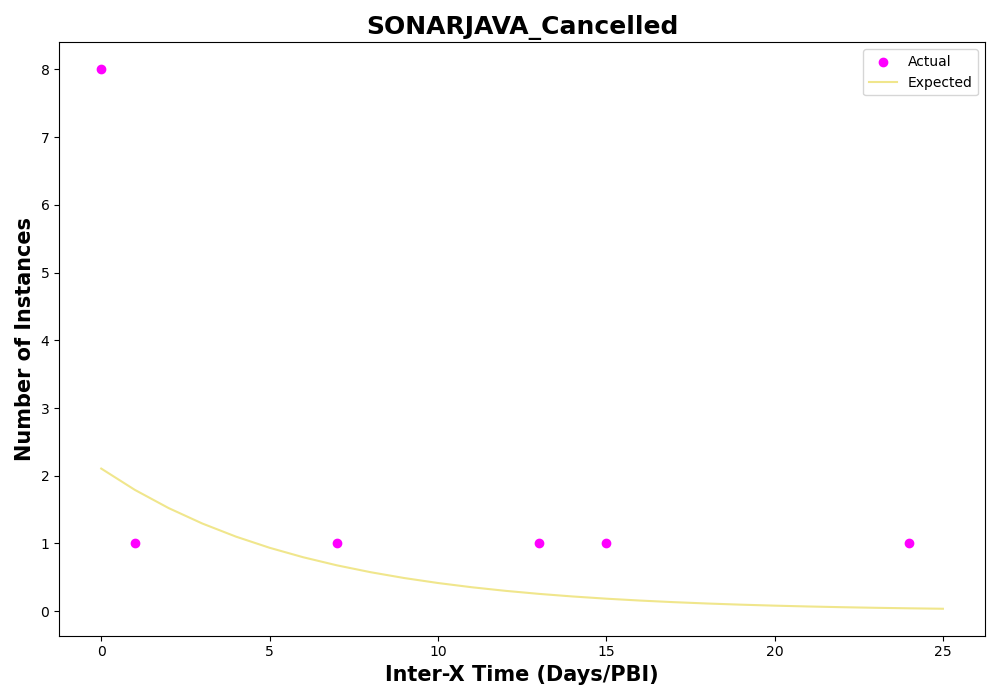 SONARJAVA_Cancelled
Actual
Expected
8
7
6
5
4
3
2
1
0
Number of Instances
0 5 10 15 20 25
Inter-X Time (Days/PBI)